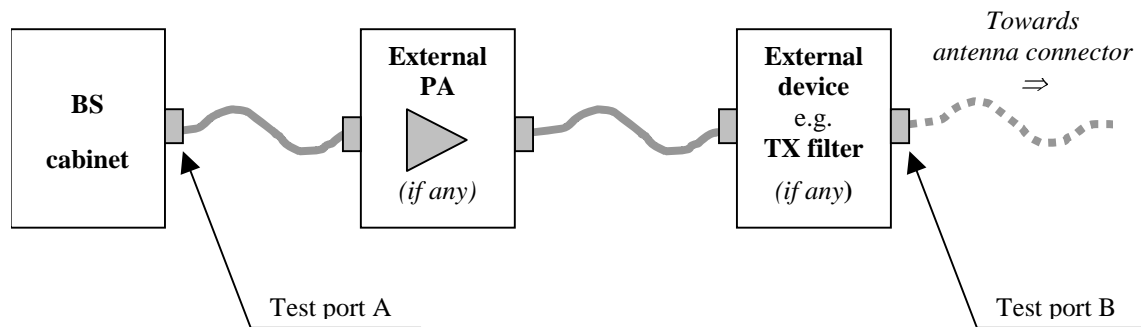 BS
cabinet
External
PA
(if any)
External
device
e.g.
TX filter
(if any)
Towards
antenna connector
⇒
Test port A
Test port B